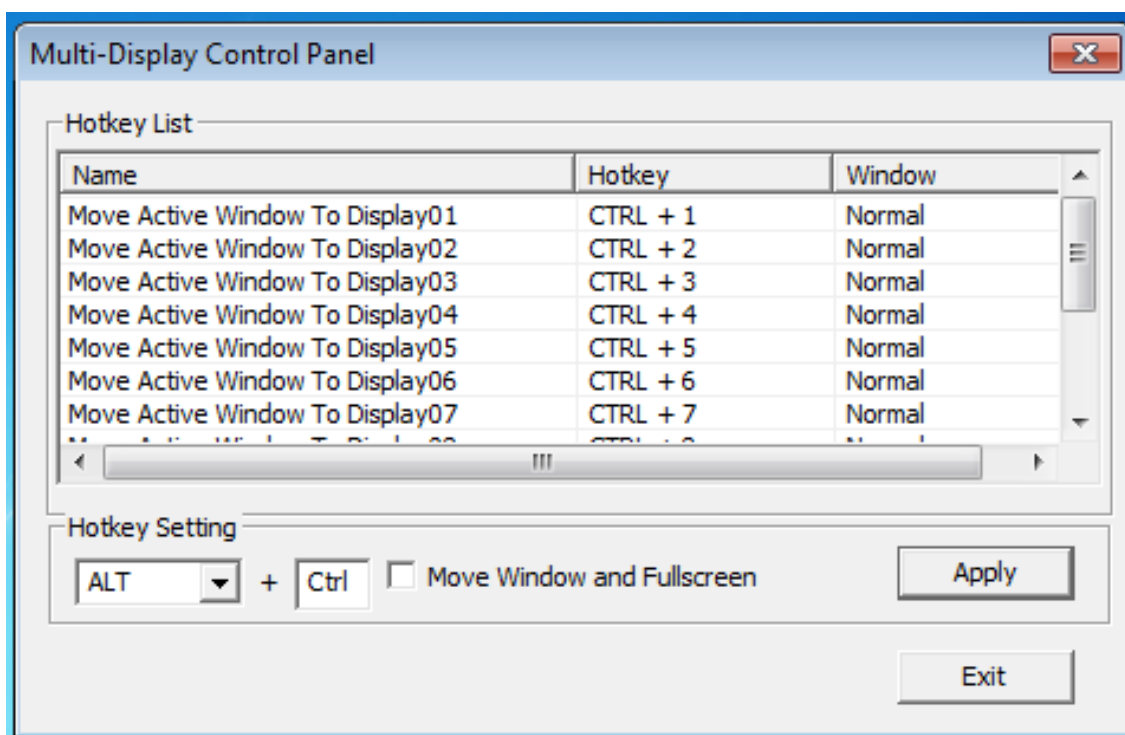 Multi-Display Control Panel
Hotkey List
Name Hotkey Window
Move Active Window To Display01 CTRL + 1 Normal
Move Active Window To Display02 CTRL + 2 Normal
Move Active Window To Display03 CTRL + 3 Normal
Move Active Window To Display04 CTRL + 4 Normal
Move Active Window To Display05 CTRL + 5 Normal
Move Active Window To Display06 CTRL + 6 Normal
Move Active Window To Display07 CTRL + 7 Normal
Hotkey Setting
ALT + Ctrl Move Window and Fullscreen Apply
Exit